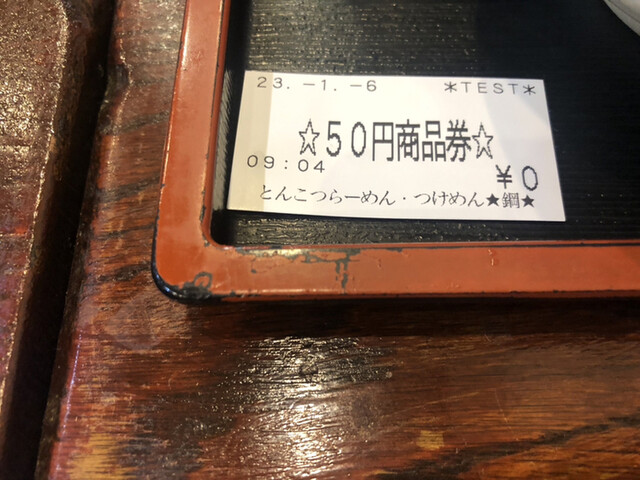 23.-1.-6 *TEST*
☆50円商品券☆
09:04 ¥0
とんこつらーめん・つけめん★鋼★